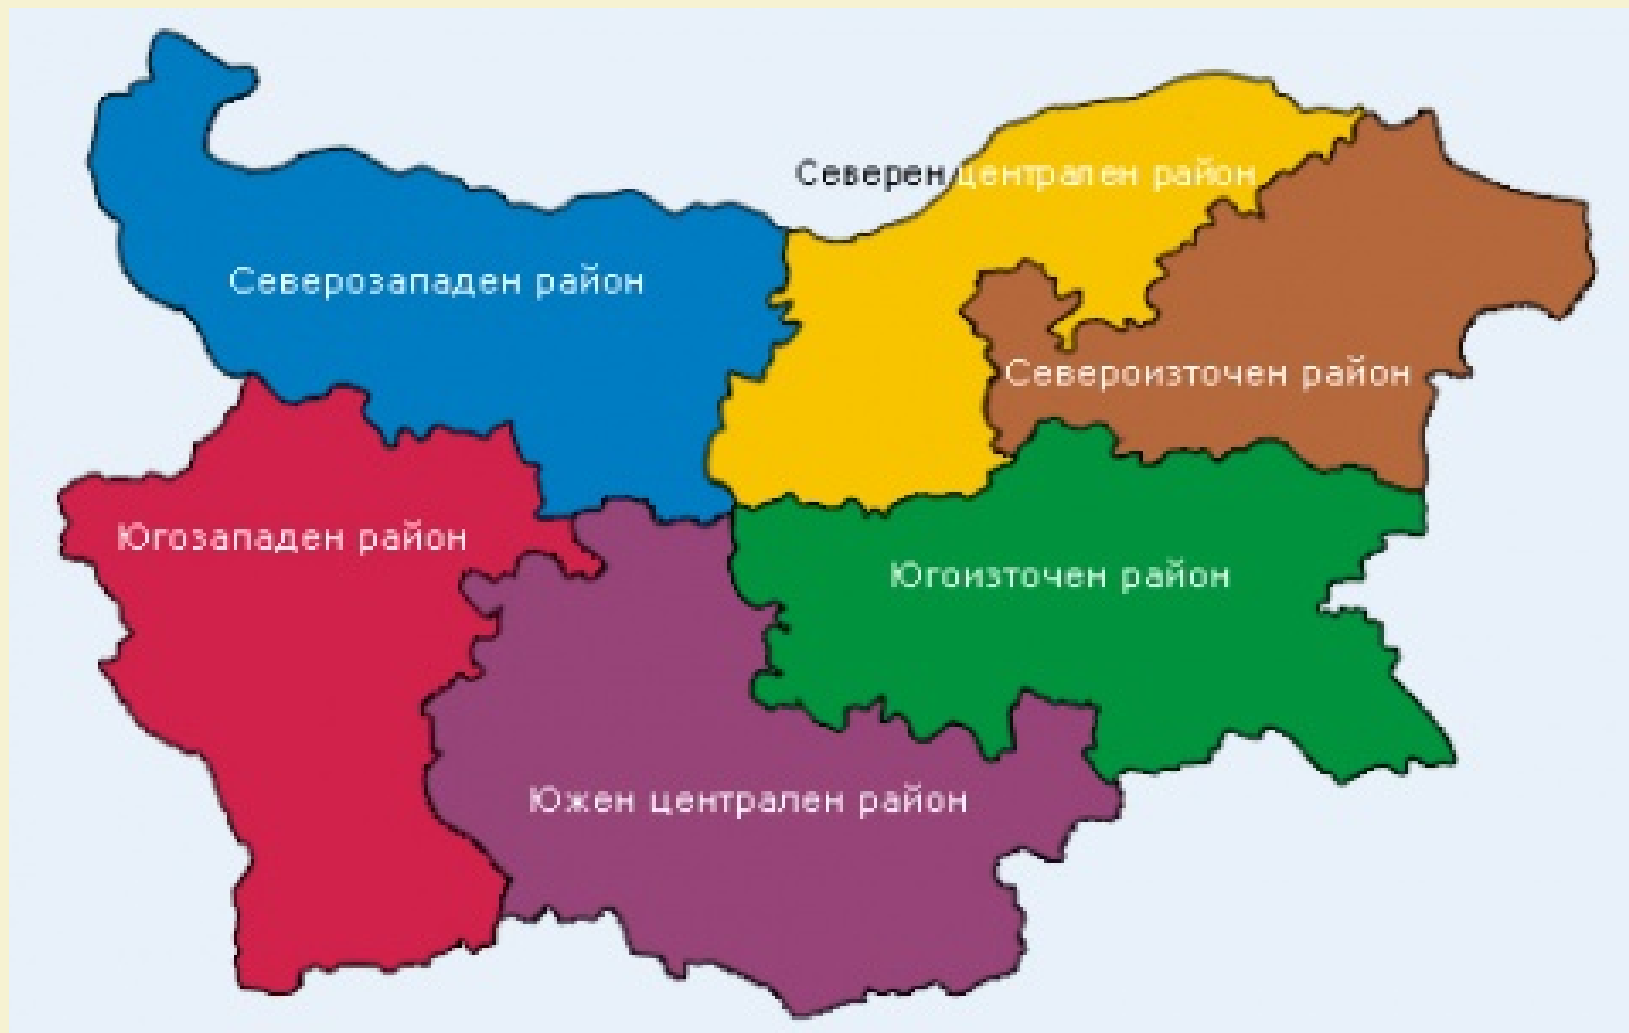 Северен централен район
Северозападен район
Североизточен район
Югозападен район
Югоизточен район
Южен централен район